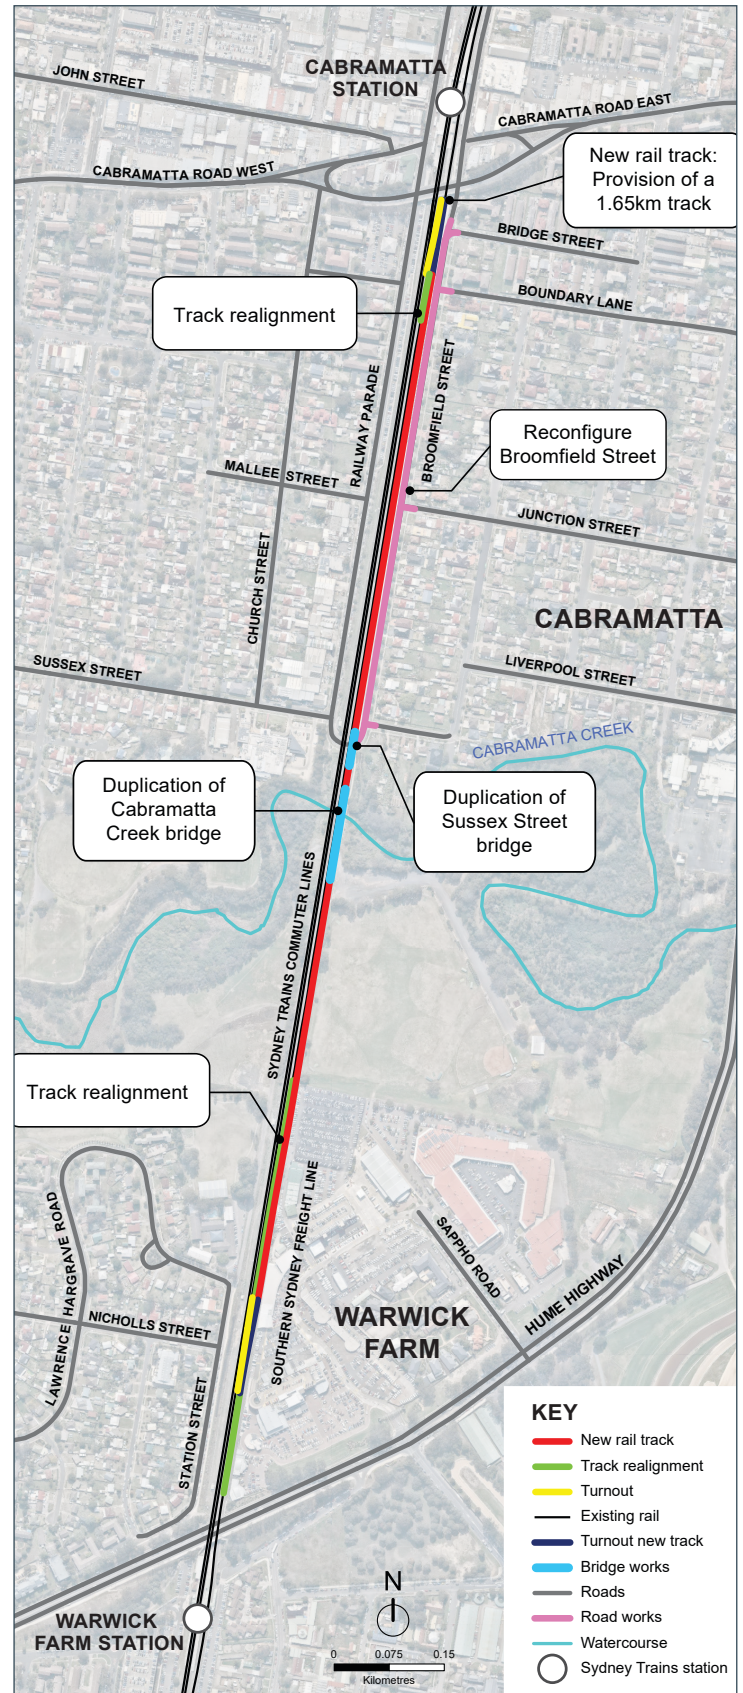 CABRAMATTA
STATION
JOHN STREET
CABRAMATTA ROAD EAST
CABRAMATTA ROAD WEST
New rail track:
Provision of a
1.65km track
BRIDGE STREET
BOUNDARY LANE
Track realignment
RAILWAY PARADE
BROOMFIELD STREET
Reconfigure
Broomfield Street
MALLEE STREET
JUNCTION STREET
CHURCH STREET
CABRAMATTA
SUSSEX STREET
LIVERPOOL STREET
CABRAMATTA CREEK
Duplication of
Cabramatta
Creek bridge
Duplication of
Sussex Street
bridge
SYDNEY TRAINS COMMUTER LINES
Track realignment
SOUTHERN SYDNEY FREIGHT LINE
LAWRENCE HARGRAVE ROAD
SAPPHO ROAD
HUME HIGHWAY
NICHOLLS STREET
WARWICK
FARM
STATION STREET
KEY
New rail track
Track realignment
Turnout
Existing rail
Turnout new track
Bridge works
Roads
Road works
Watercourse
Sydney Trains station
N
0 0.075 0.15
Kilometres
WARWICK
FARM STATION